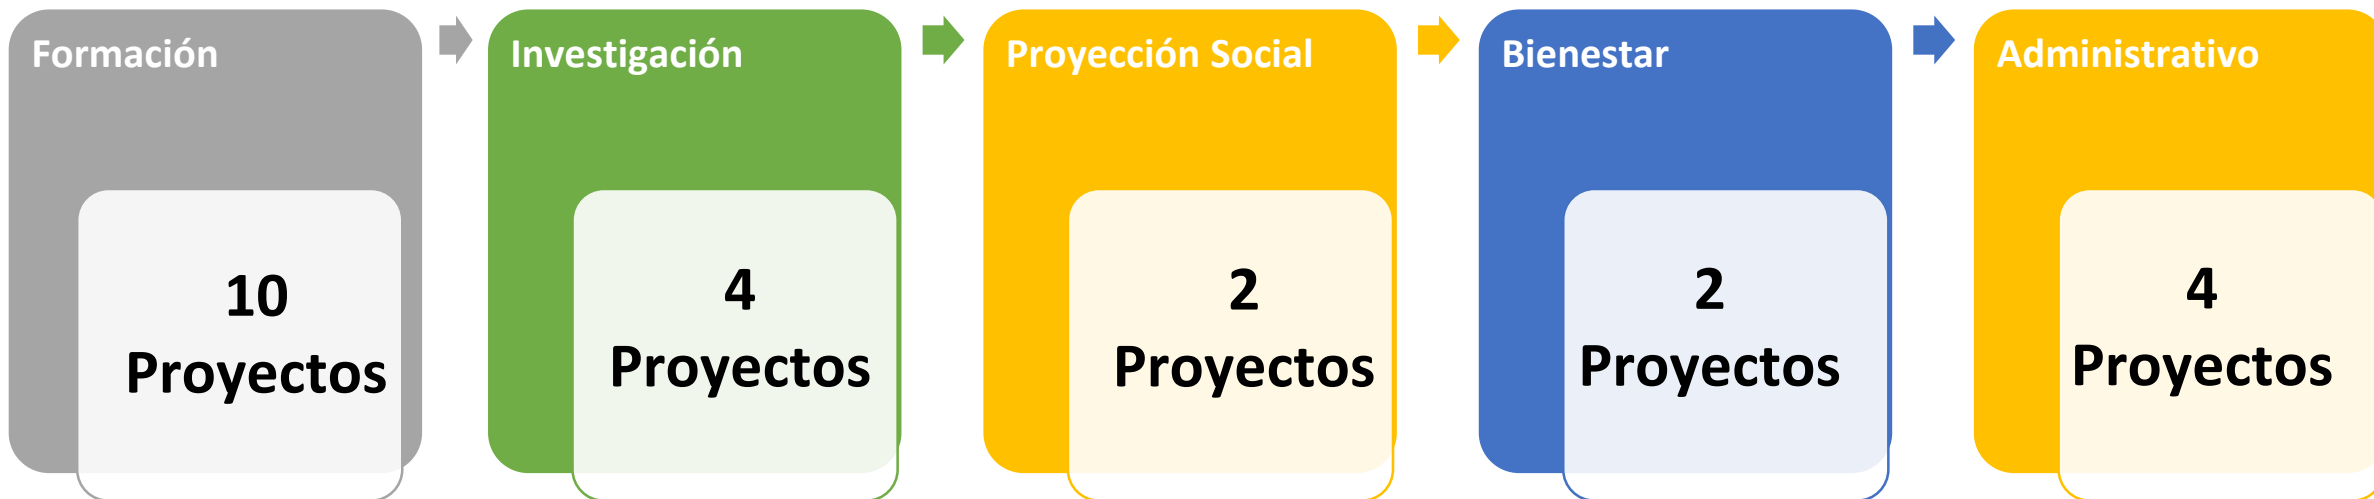 Formación
10
Proyectos
Investigación
4
Proyectos
Proyección Social
2
Proyectos
Bienestar
2
Proyectos
Administrativo
4
Proyectos